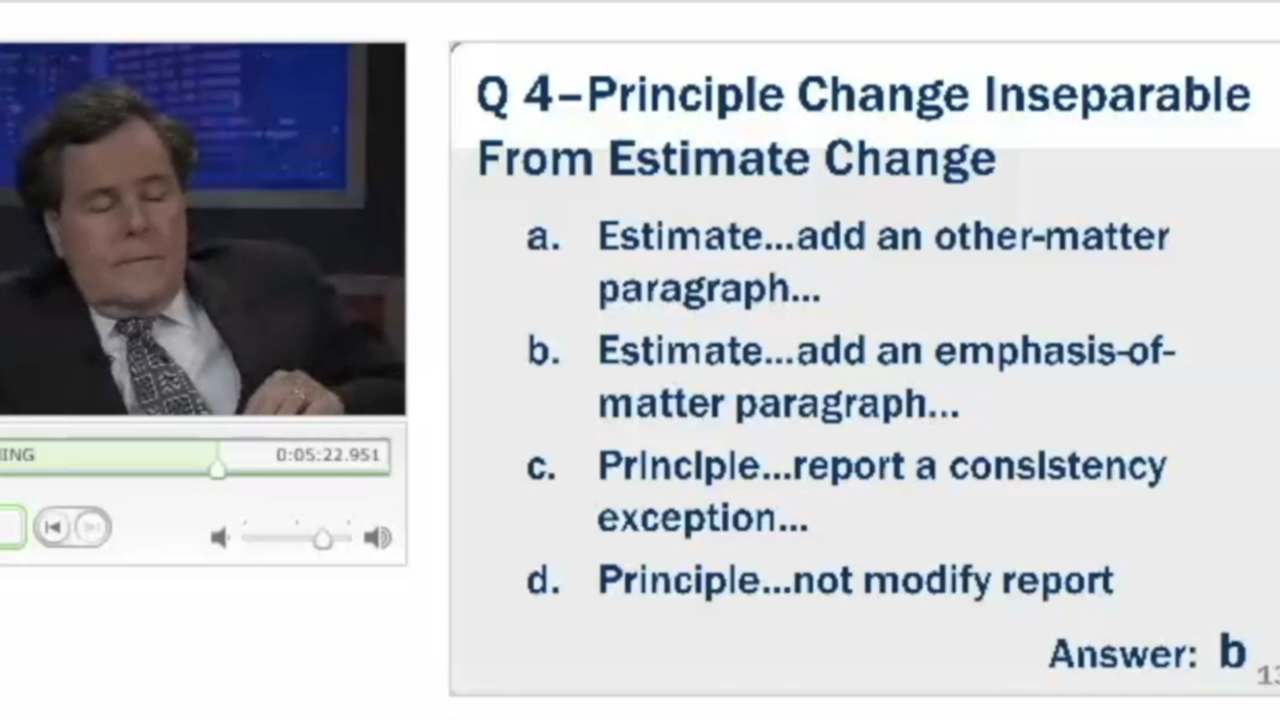 Q 4–Principle Change Inseparable
From Estimate Change
a. Estimate...add an other-matter
paragraph...
b. Estimate...add an emphasis-of-
matter paragraph...
c. Principle...report a consistency
exception...
d. Principle...not modify report
Answer: b
13
ING 0:05:22.951